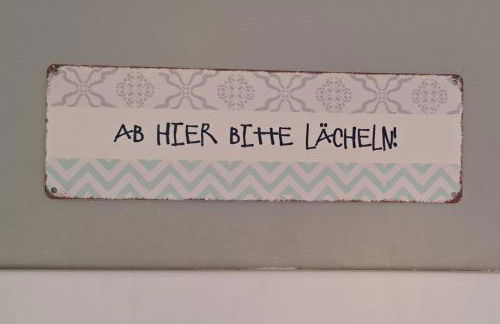 AB HIER BITTE LÄCHELN!